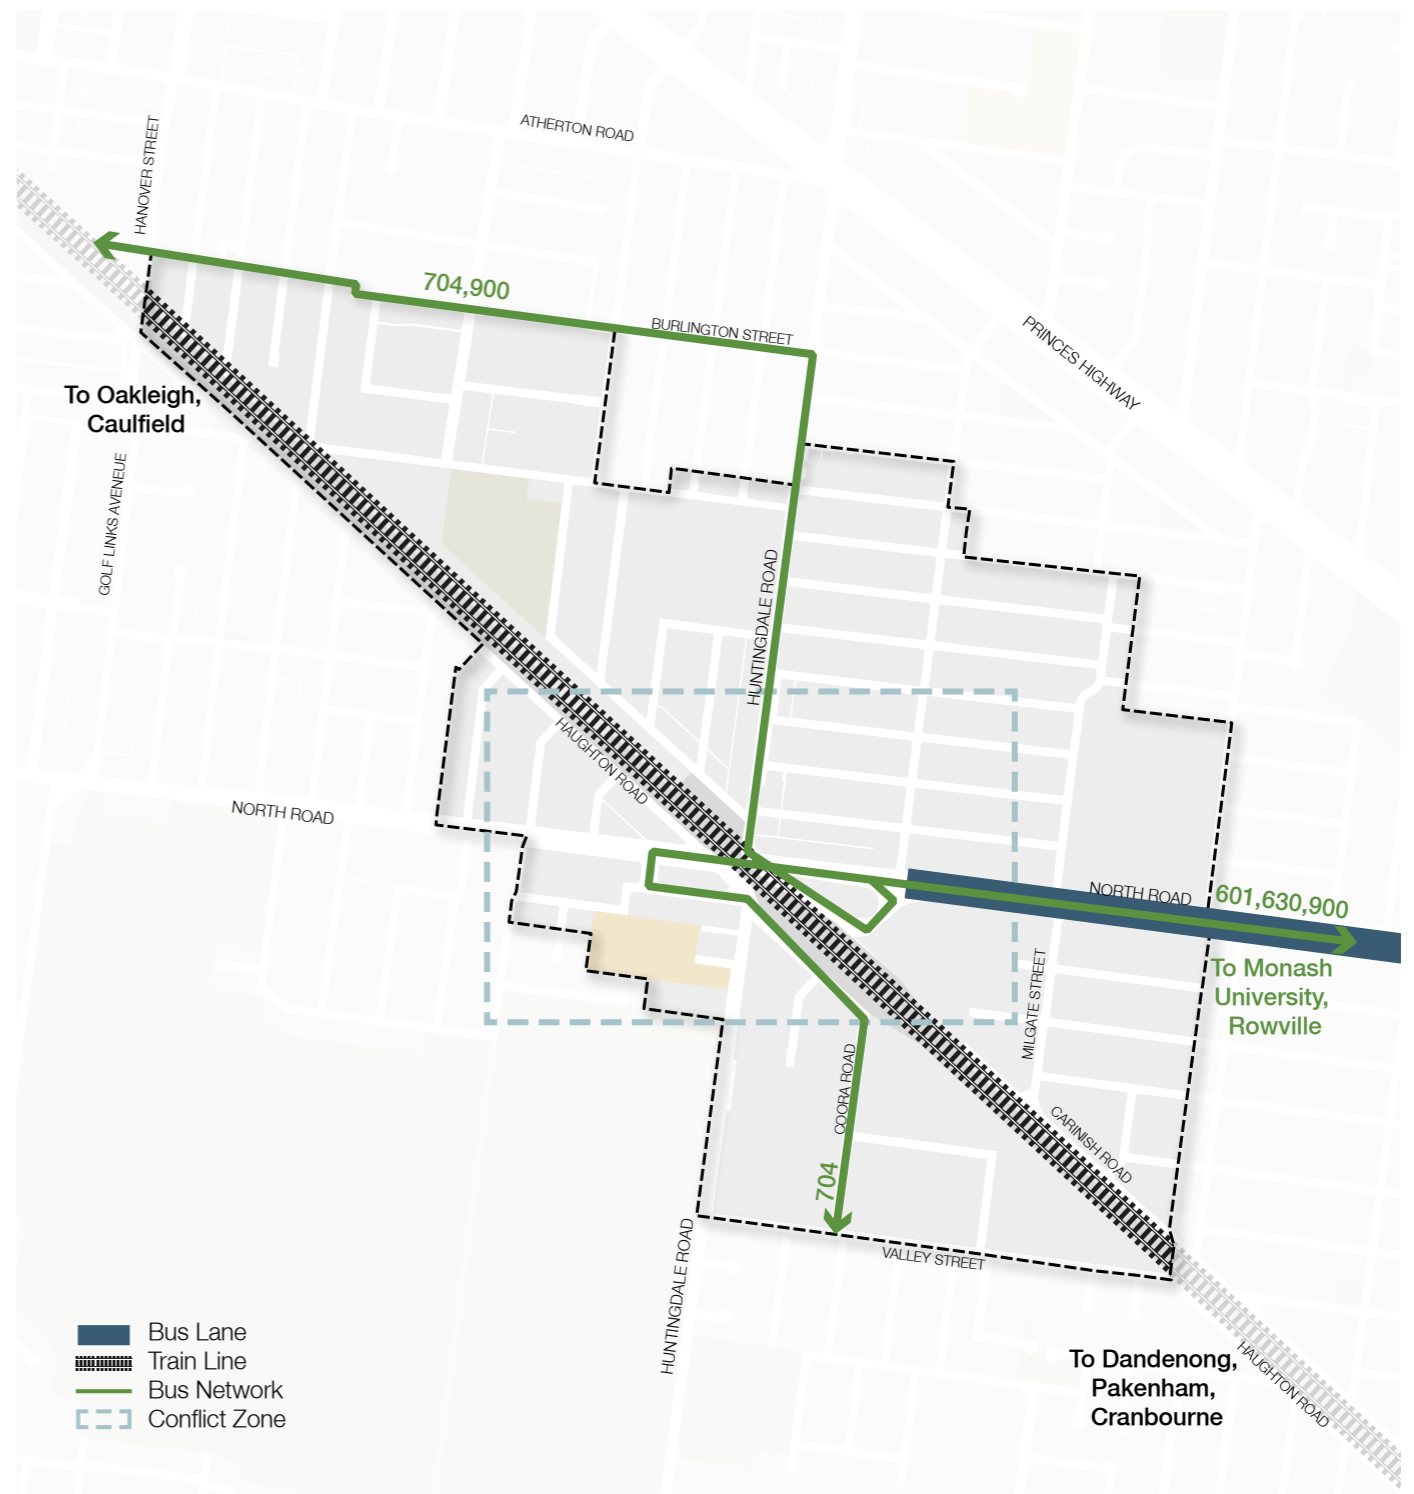 ATHERTON ROAD
HANOVER STREET
704,900
BURLINGTON STREET
PRINCES HIGHWAY
To Oakleigh,
Caulfield
GOLF LINKS AVENEUE
HUNTINGDALE ROAD
HAUGHTON ROAD
NORTH ROAD
NORTH ROAD
601,630,900
To Monash
University,
Rowville
MILGATE STREET
COORA ROAD
CARINISH ROAD
704
VALLEY STREET
HUNTINGDALE ROAD
To Dandenong,
Pakenham,
Cranbourne
HAUGHTON ROAD
Bus Lane
Train Line
Bus Network
Conflict Zone